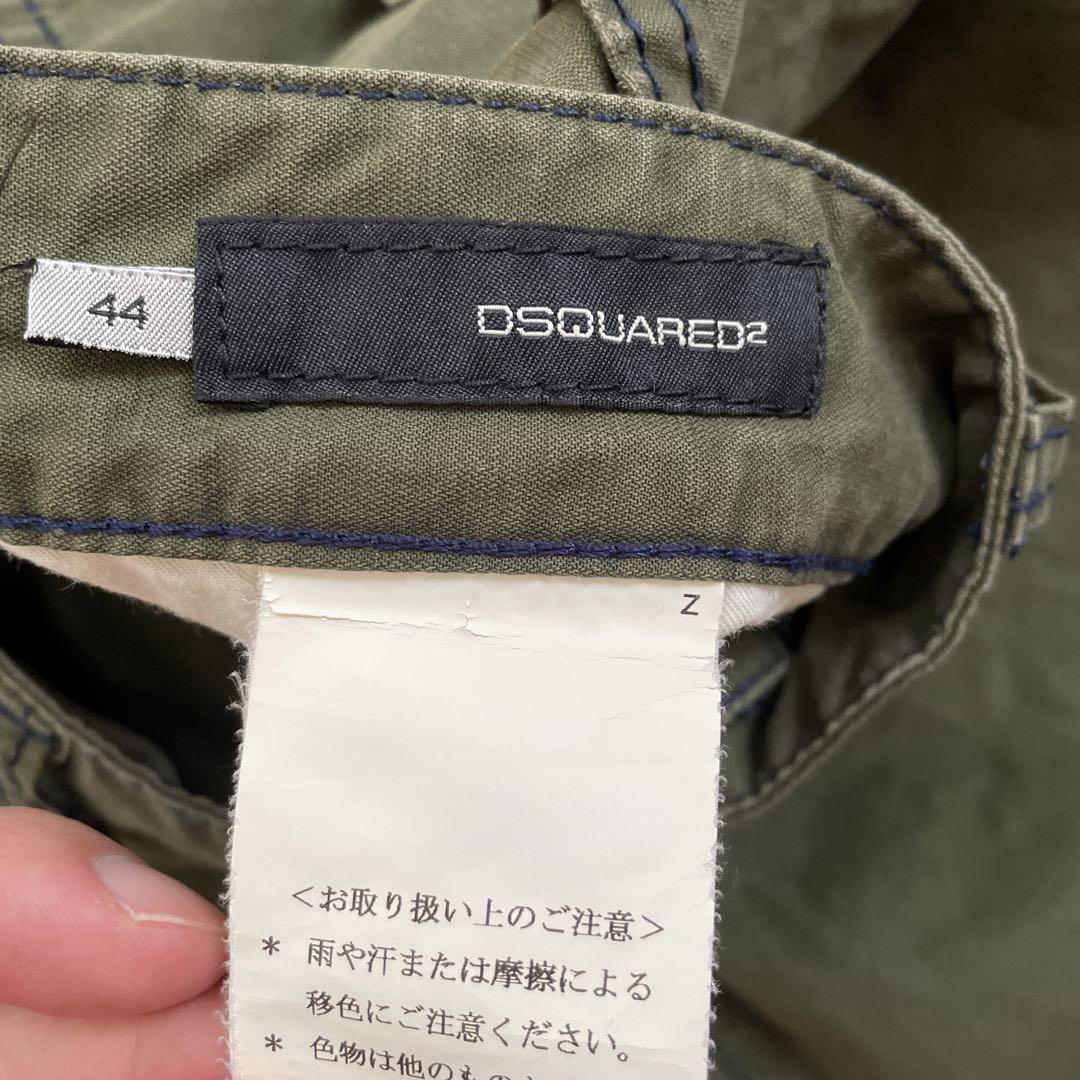 44
DSQUARED2
Z
<お取り扱い上のご注意>
* 雨や汗または摩擦による
移色にご注意ください。
* 色物は他のもの